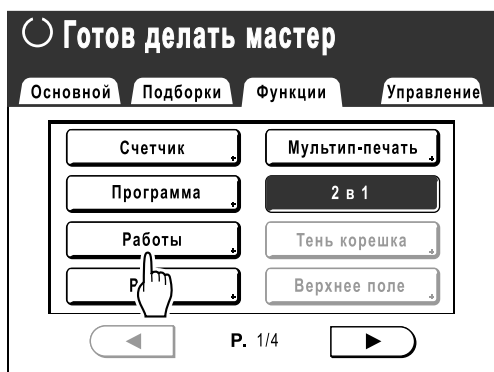 Готов делать мастер
Основной Подборки Функции Управление
Счетчик Мультип-печать
Программа 2 в 1
Работы Тень корешка
Верхнее поле
P. 1/4